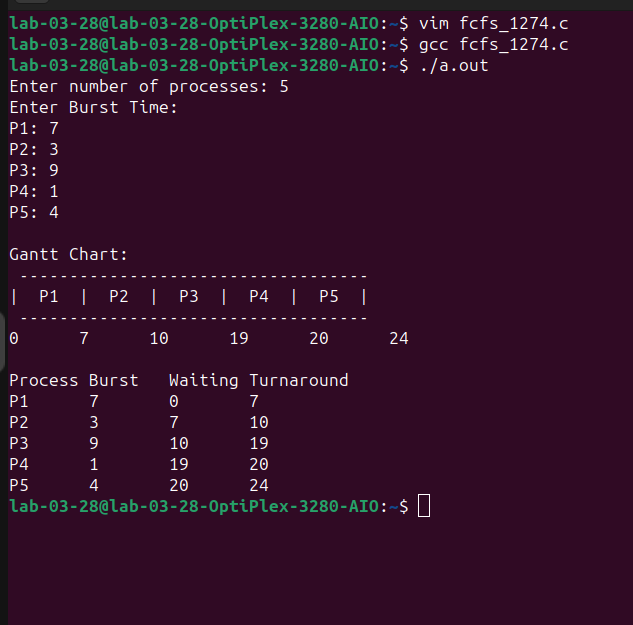 lab-03-28@lab-03-28-OptiPlex-3280-AIO:~$ vim fcfs_1274.c
lab-03-28@lab-03-28-OptiPlex-3280-AIO:~$ gcc fcfs_1274.c
lab-03-28@lab-03-28-OptiPlex-3280-AIO:~$ ./a.out
Enter number of processes: 5
Enter Burst Time:
P1: 7
P2: 3
P3: 9
P4: 1
P5: 4

Gantt Chart:
 -----------------------------------
|  P1  |  P2  |  P3  |  P4  |  P5  |
 -----------------------------------
0      7      10      19      20      24

Process Burst   Waiting Turnaround
P1      7       0       7
P2      3       7       10
P3      9       10      19
P4      1       19      20
P5      4       20      24
lab-03-28@lab-03-28-OptiPlex-3280-AIO:~$